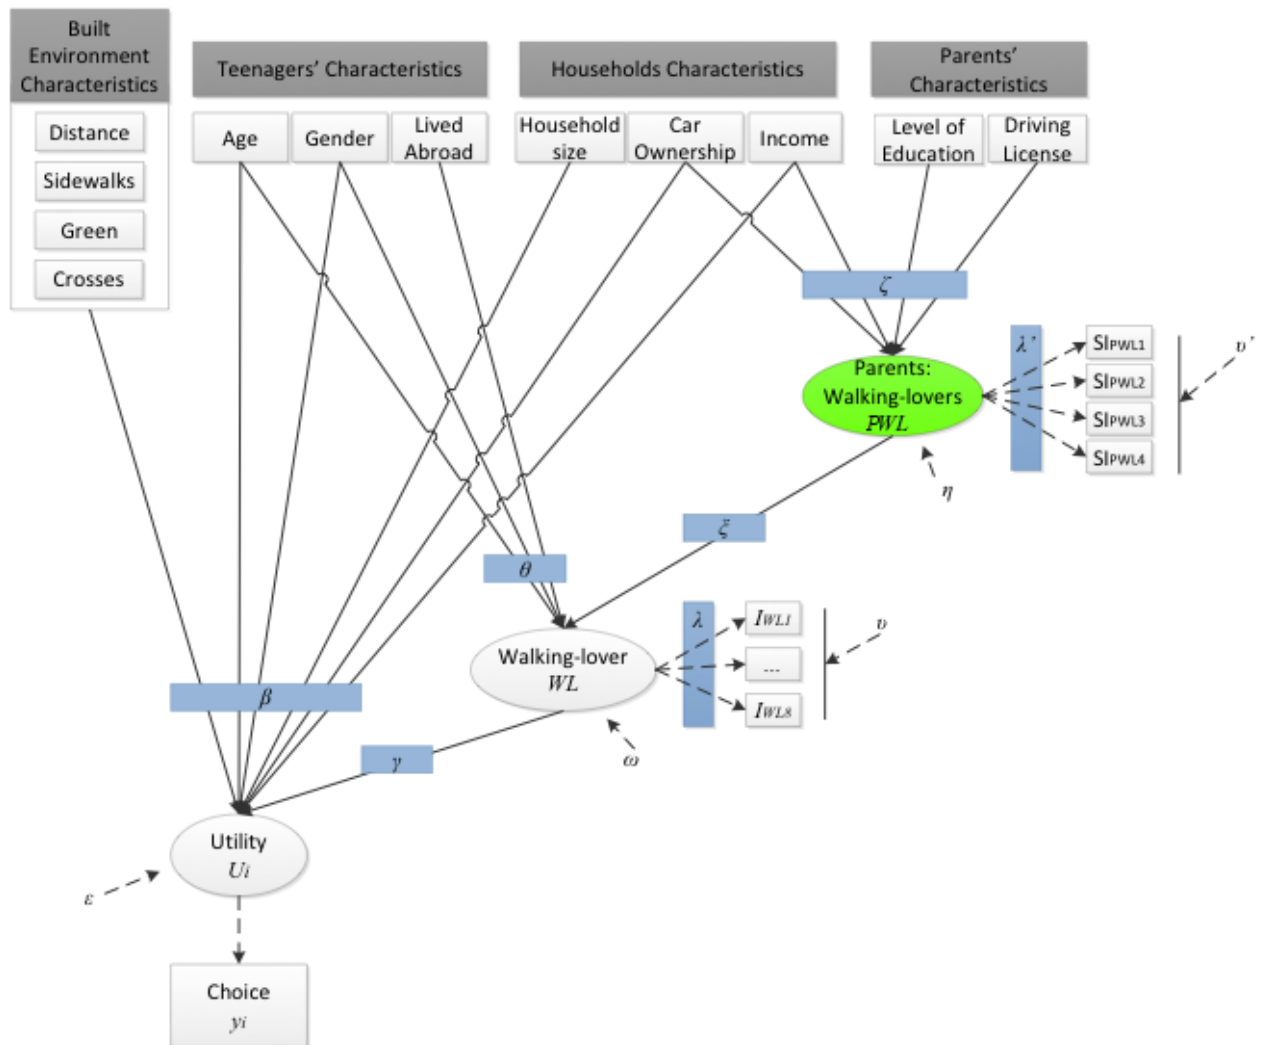 Built
Environment
Characteristics
Teenagers’ Characteristics
Households Characteristics
Parents’
Characteristics
Distance
Sidewalks
Green
Crosses
Age
Gender
Lived
Abroad
Household
size
Car
Ownership
Income
Level of
Education
Driving
License
ζ
Parents:
Walking-lovers
PWL
λ’
SIPWL1
SIPWL2
SIPWL3
SIPWL4
υ’
η
ξ
θ
Walking-lover
WL
λ
IWL1
...
IWL8
υ
ω
β
γ
Utility
Ui
ε
Choice
yi